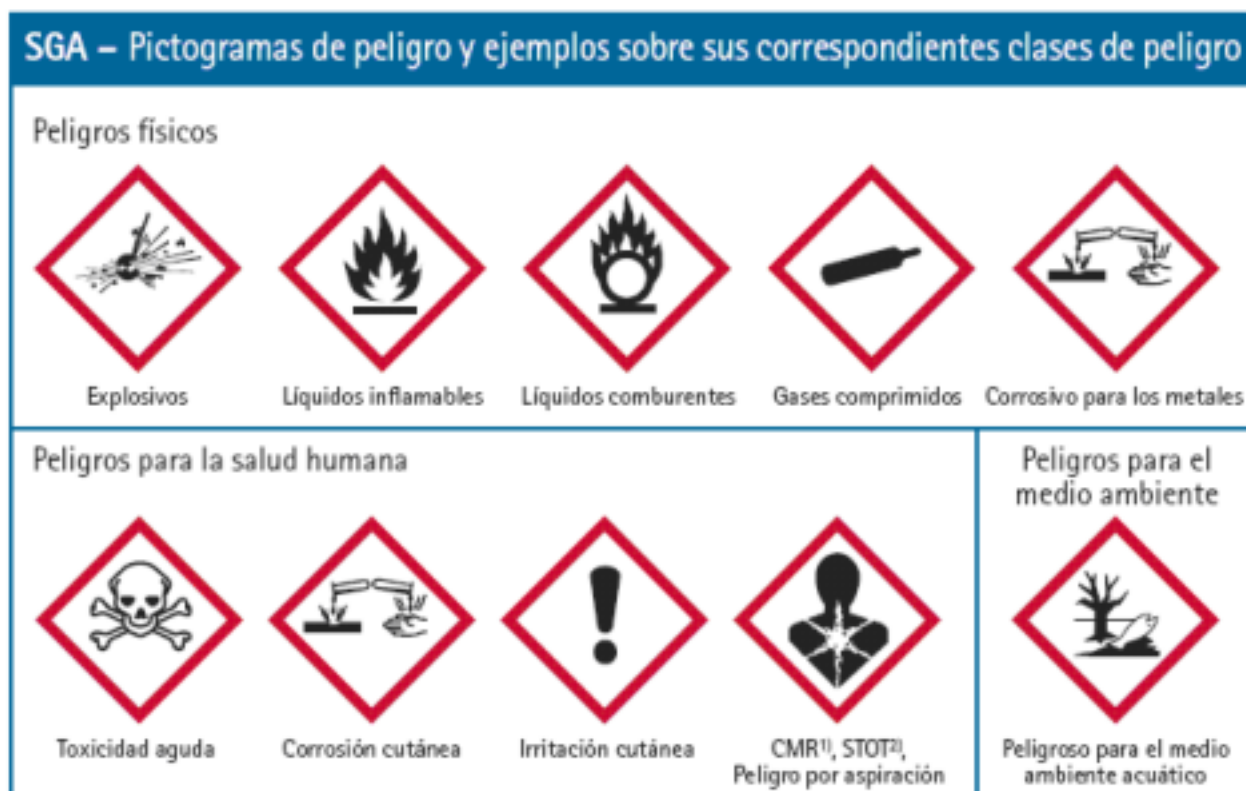 SGA – Pictogramas de peligro y ejemplos sobre sus correspondientes clases de peligro
Peligros físicos
Explosivos
Líquidos inflamables
Líquidos comburentes
Gases comprimidos
Corrosivo para los metales
Peligros para la salud humana
Toxicidad aguda
Corrosión cutánea
Irritación cutánea
CMR¹⁾, STOT²⁾,
Peligro por aspiración
Peligros para el
medio ambiente
Peligroso para el medio
ambiente acuático